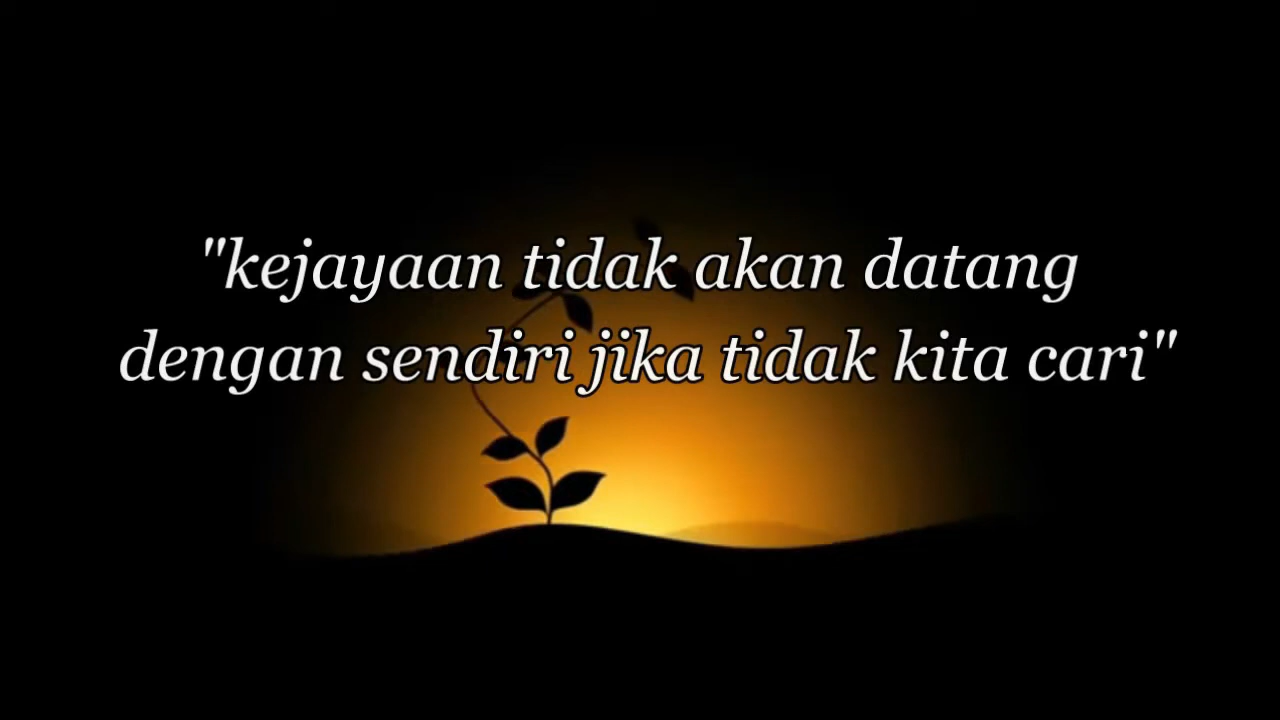 "kejayaan tidak akan datang
dengan sendiri jika tidak kita cari"